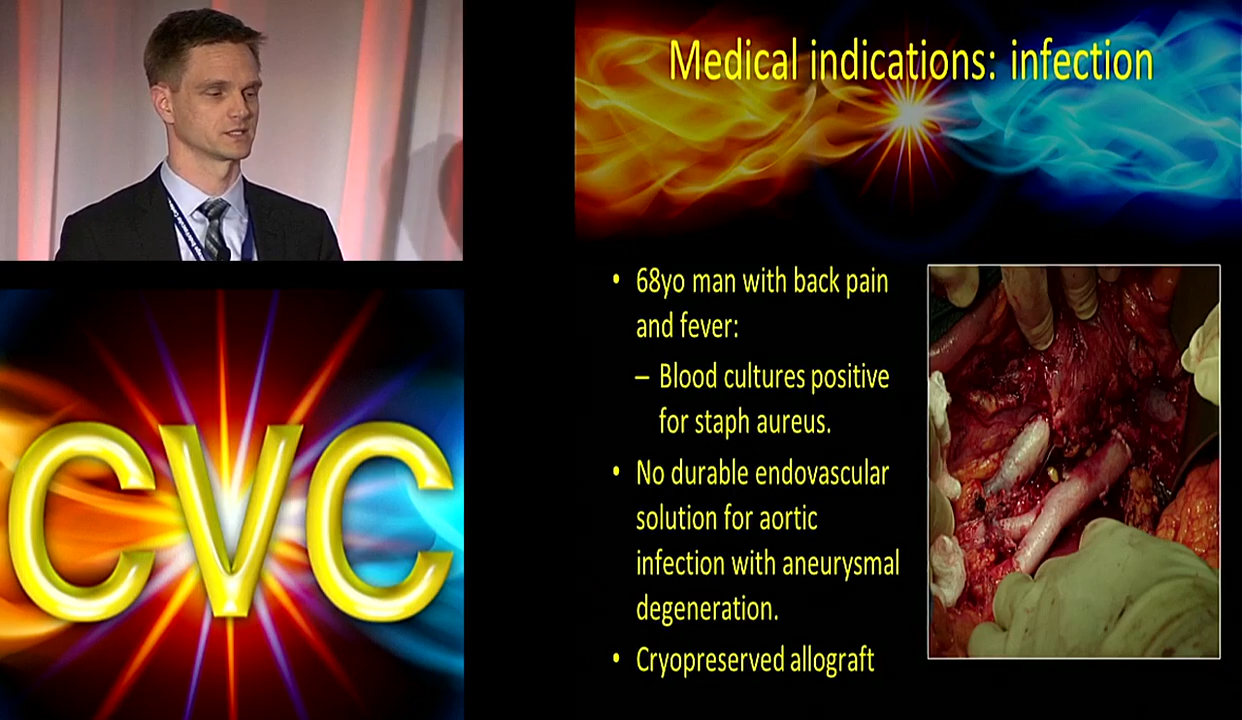 Medical indications: infection
• 68yo man with back pain
and fever:
– Blood cultures positive
for staph aureus.
• No durable endovascular
solution for aortic
infection with aneurysmal
degeneration.
• Cryopreserved allograft
CVC